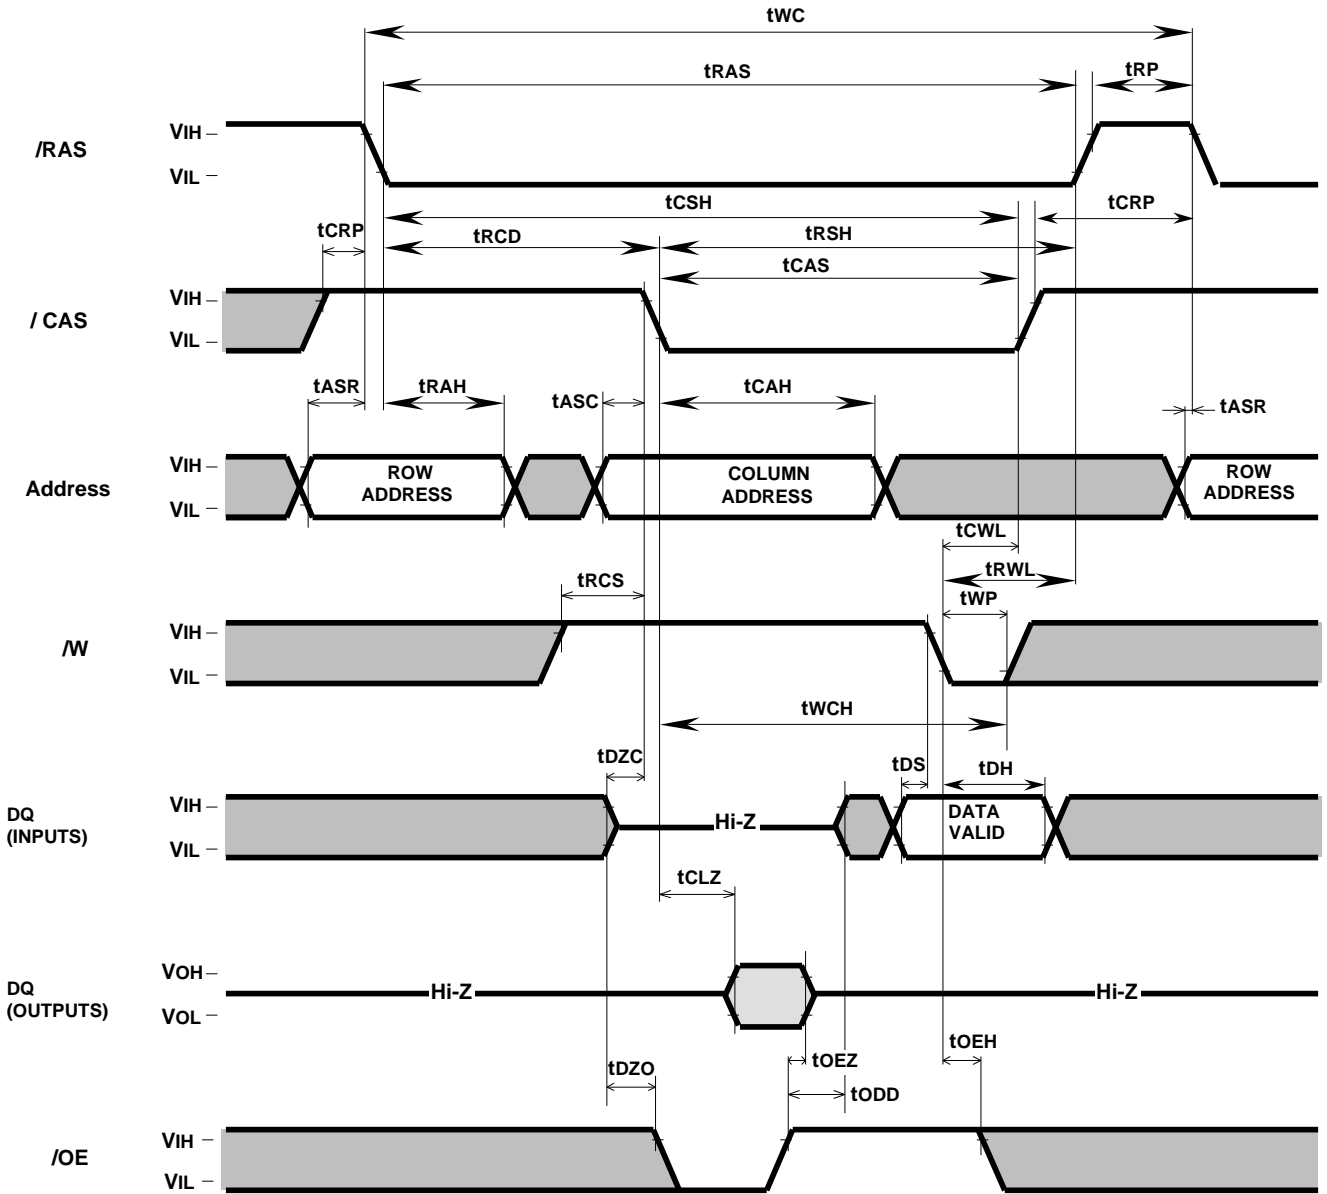 tWC
tRAS
tRP
/RAS
VIH
VIL
tCSH
tCRP
tCRP
tRCD
tRSH
tCAS
/ CAS
VIH
VIL
tASR
tRAH
tASC
tCAH
tASR
Address
VIH
VIL
ROW
ADDRESS
COLUMN
ADDRESS
ROW
ADDRESS
tCWL
tRWL
tRCS
tWP
/W
VIH
VIL
tWCH
tDZC
tDS
tDH
DQ
(INPUTS)
VIH
VIL
Hi-Z
DATA
VALID
tCLZ
DQ
(OUTPUTS)
VOH
VOL
Hi-Z
Hi-Z
tOEZ
tOEH
tDZO
tODD
/OE
VIH
VIL